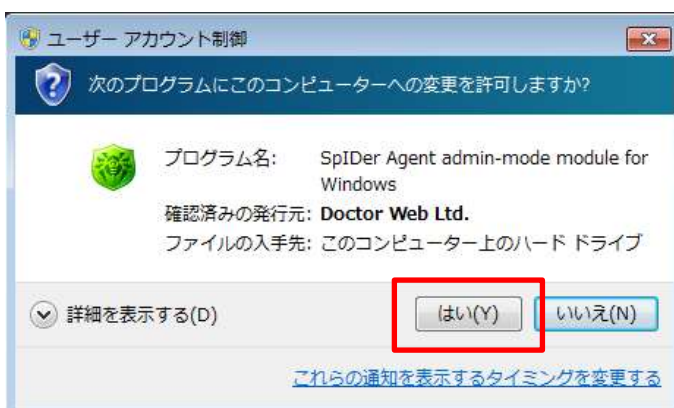 ユーザー アカウント制御
次のプログラムにこのコンピューターへの変更を許可しますか?
プログラム名: SpIDer Agent admin-mode module for
Windows
確認済みの発行元: Doctor Web Ltd.
ファイルの入手先: このコンピューター上のハード ドライブ
詳細を表示する(D) はい(Y) いいえ(N)
これらの通知を表示するタイミングを変更する